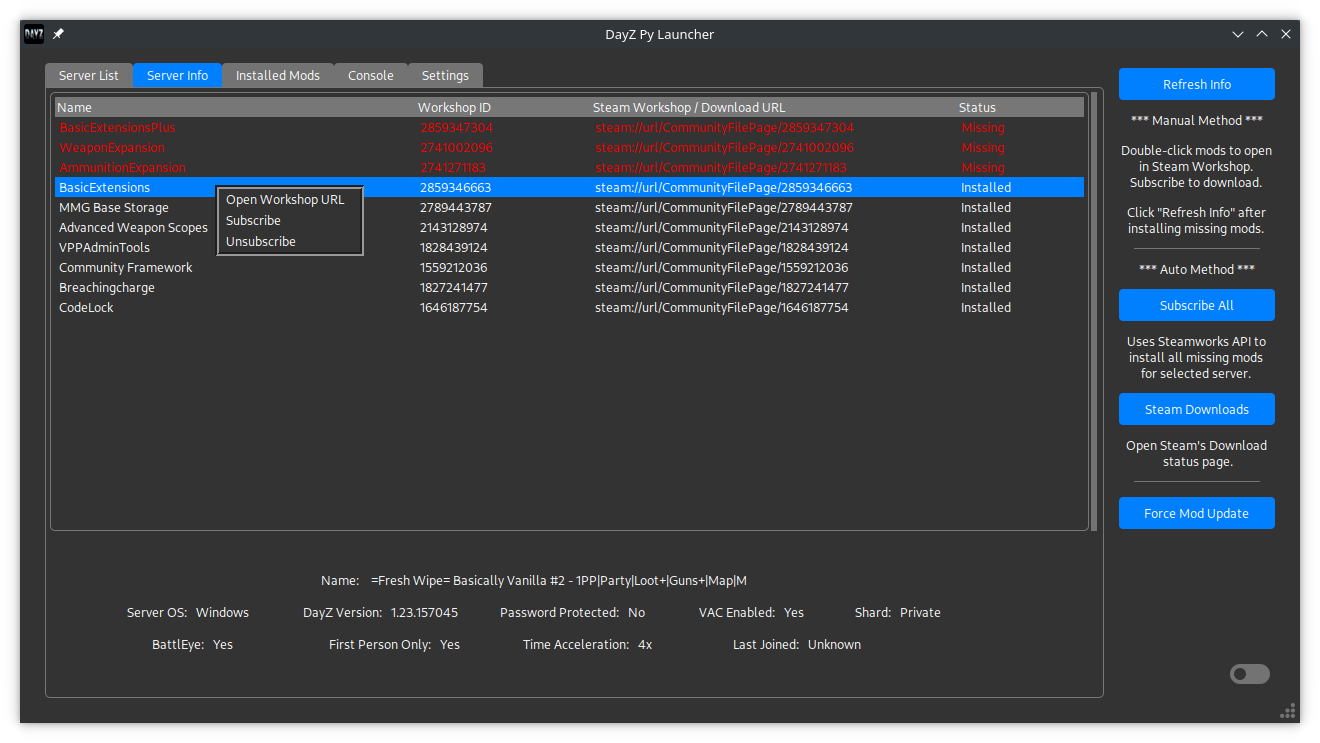 DAYZ
DayZ Py Launcher
Server List Server Info Installed Mods Console Settings
Name Workshop ID Steam Workshop / Download URL Status
BasicExtensionsPlus 2859347304 steam://url/CommunityFilePage/2859347304 Missing
WeaponExpansion 2741002096 steam://url/CommunityFilePage/2741002096 Missing
AmmunitionExpansion 2741271183 steam://url/CommunityFilePage/2741271183 Missing
BasicExtensions 2859346663 steam://url/CommunityFilePage/2859346663 Installed
MMG Base Storage 2789443787 steam://url/CommunityFilePage/2789443787 Installed
Advanced Weapon Scopes 2143128974 steam://url/CommunityFilePage/2143128974 Installed
VPPAdminTools 1828439124 steam://url/CommunityFilePage/1828439124 Installed
Community Framework 1559212036 steam://url/CommunityFilePage/1559212036 Installed
Breachingcharge 1827241477 steam://url/CommunityFilePage/1827241477 Installed
CodeLock 1646187754 steam://url/CommunityFilePage/1646187754 Installed
Open Workshop URL
Subscribe
Unsubscribe
Name: =Fresh Wipe= Basically Vanilla #2 - 1PP|Party|Loot+|Guns+|Map|M
Server OS: Windows DayZ Version: 1.23.157045 Password Protected: No VAC Enabled: Yes Shard: Private
BattlEye: Yes First Person Only: Yes Time Acceleration: 4x Last Joined: Unknown
Refresh Info
*** Manual Method ***
Double-click mods to open
in Steam Workshop.
Subscribe to download.
Click "Refresh Info" after
installing missing mods.
*** Auto Method ***
Subscribe All
Uses Steamworks API to
install all missing mods
for selected server.
Steam Downloads
Open Steam's Download
status page.
Force Mod Update